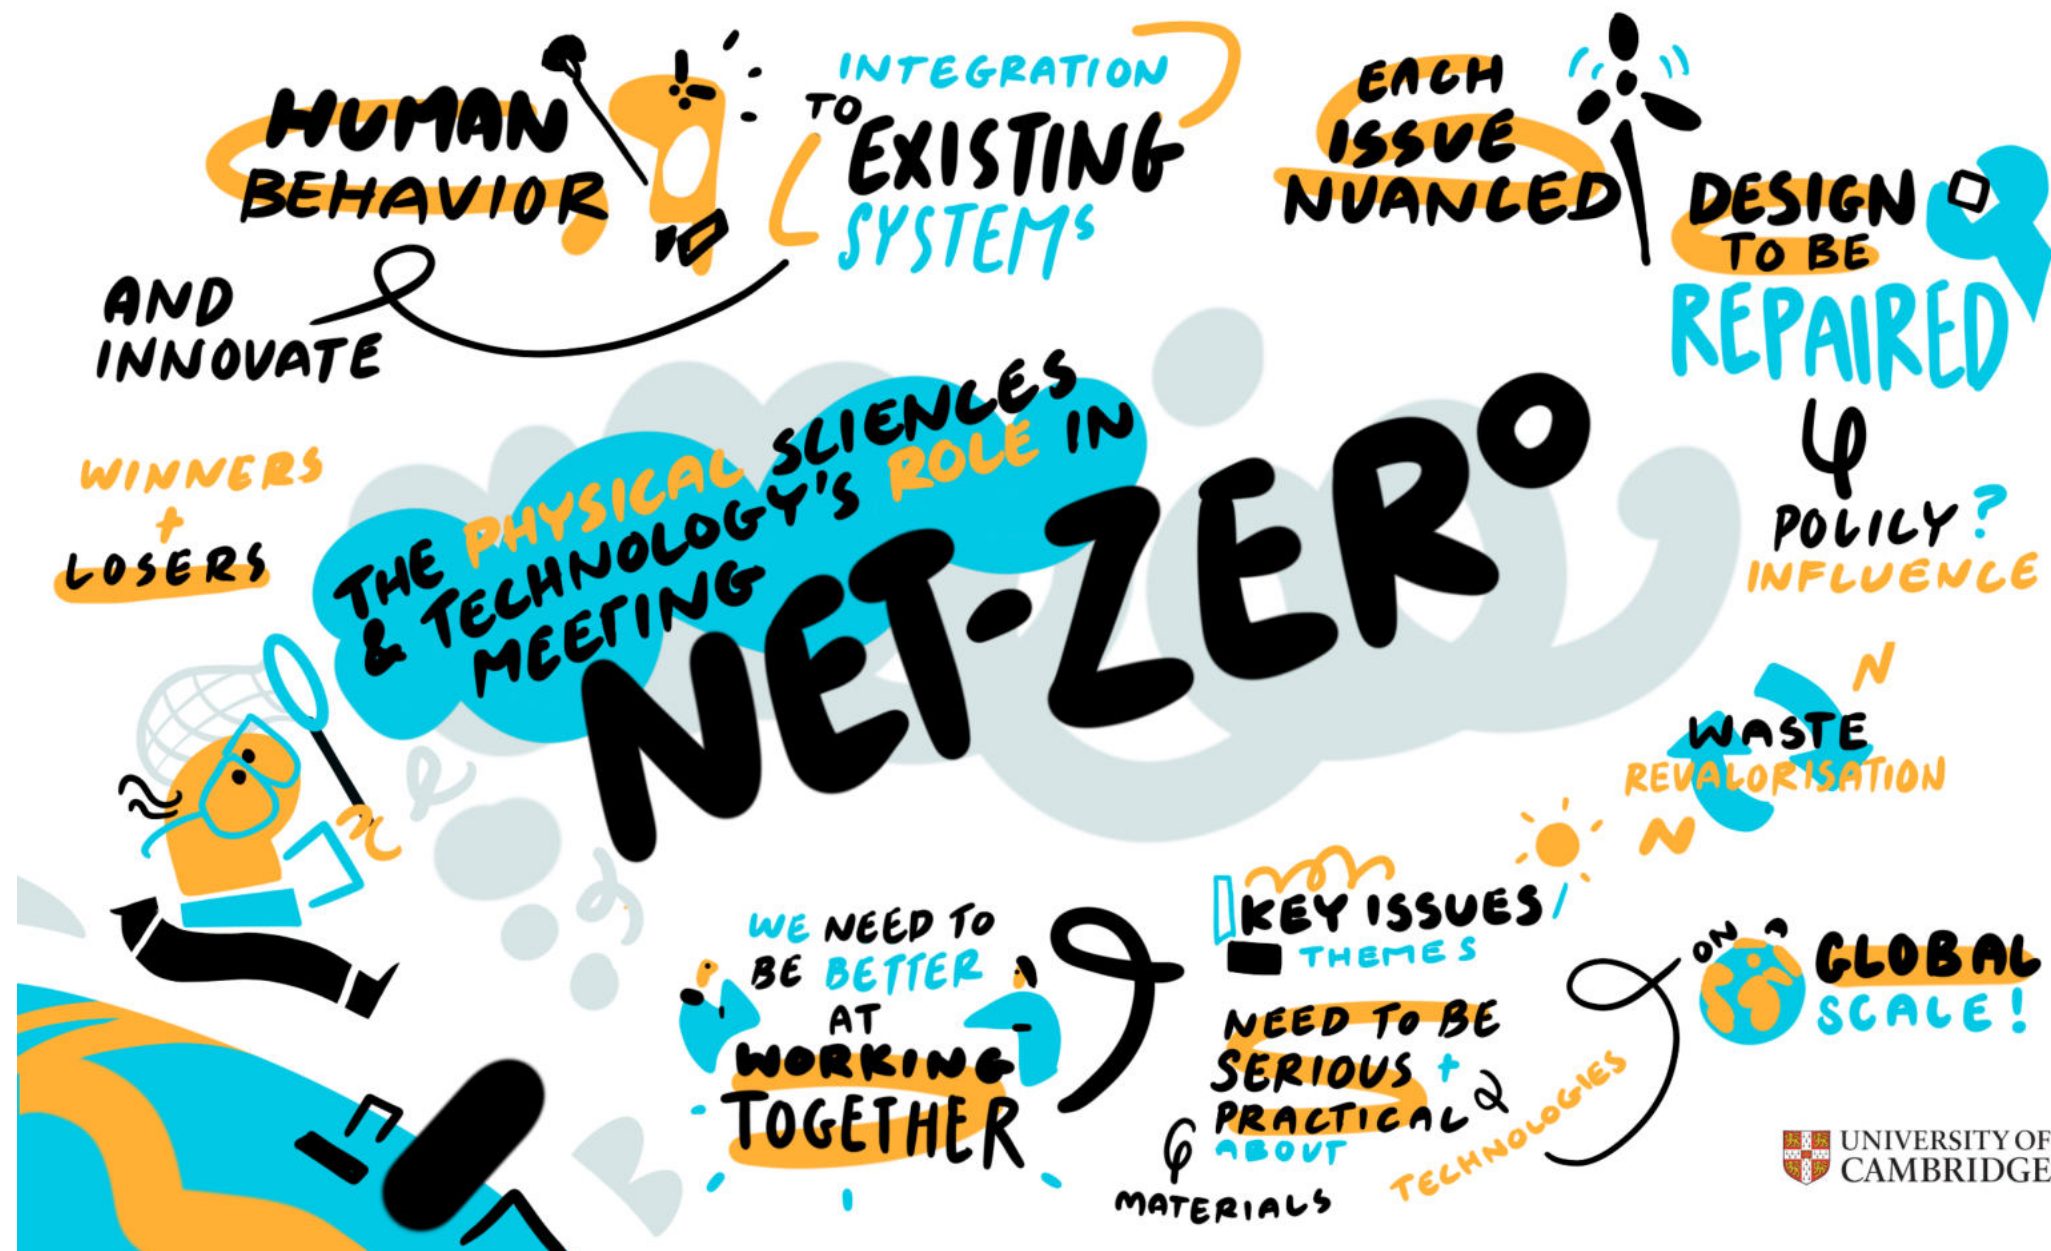 HUMAN
BEHAVIOR
INTEGRATION
TO EXISTING
SYSTEMS
AND
INNOVATE
EACH
ISSUE
NUANCED
DESIGN
TO BE
REPAIRED
POLICY?
INFLUENCE
WINNERS
+
LOSERS
THE PHYSICAL SCIENCES
& TECHNOLOGY'S ROLE IN
MEETING
NET-ZERO
WASTE
REVALORISATION
WE NEED TO
BE BETTER
AT
WORKING
TOGETHER
KEY ISSUES/
THEMES
NEED TO BE
SERIOUS +
PRACTICAL
ABOUT
MATERIALS
TECHNOLOGIES
ON A
GLOBAL
SCALE!
UNIVERSITY OF
CAMBRIDGE